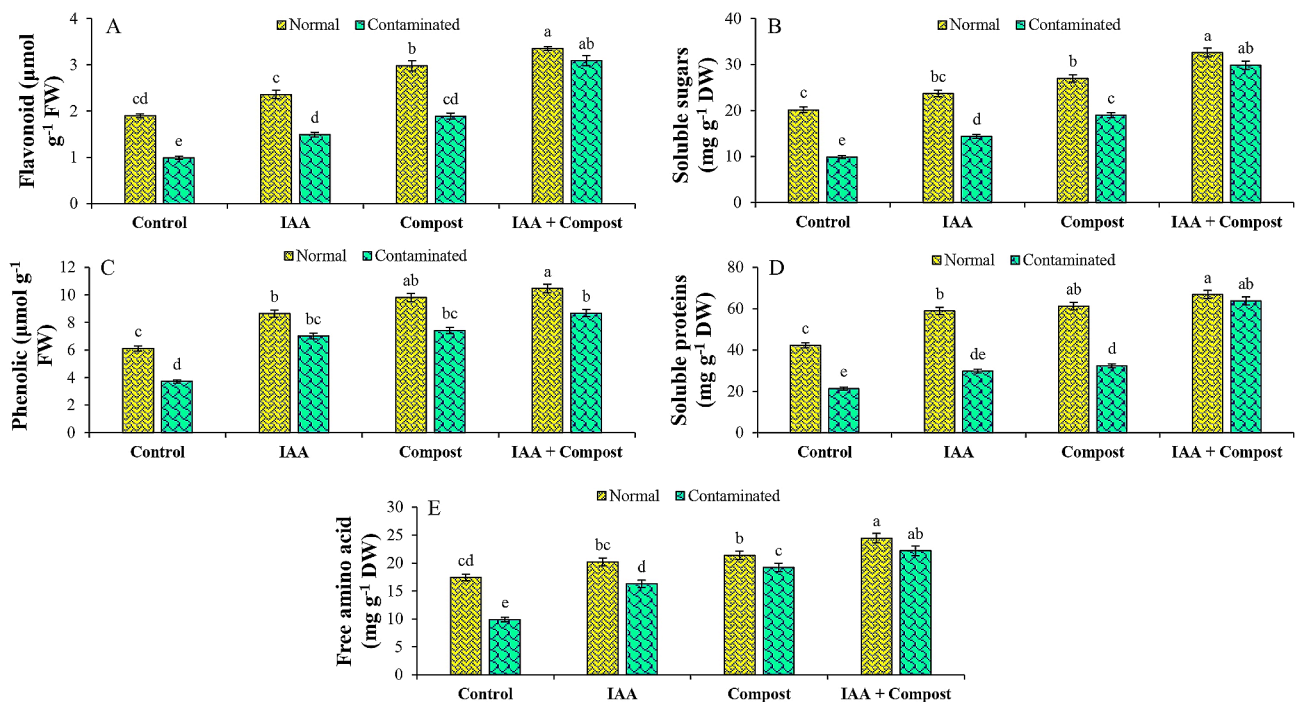 A
Normal Contaminated
Flavonoid (µmol
g⁻¹ FW)
4
3
2
1
0
cd e c d b cd a ab
Control IAA Compost IAA + Compost
B
Normal Contaminated
Soluble sugars
(mg g⁻¹ DW)
40
30
20
10
0
c e bc d b c a ab
Control IAA Compost IAA + Compost
C
Normal Contaminated
Phenolic (µmol g⁻¹
FW)
12
10
8
6
4
2
0
c d b bc ab bc a b
Control IAA Compost IAA + Compost
D
Normal Contaminated
Soluble proteins
(mg g⁻¹ DW)
80
60
40
20
0
c e b de ab d a ab
Control IAA Compost IAA + Compost
E
Normal Contaminated
Free amino acid
(mg g⁻¹ DW)
30
25
20
15
10
5
0
cd e bc d b c a ab
Control IAA Compost IAA + Compost